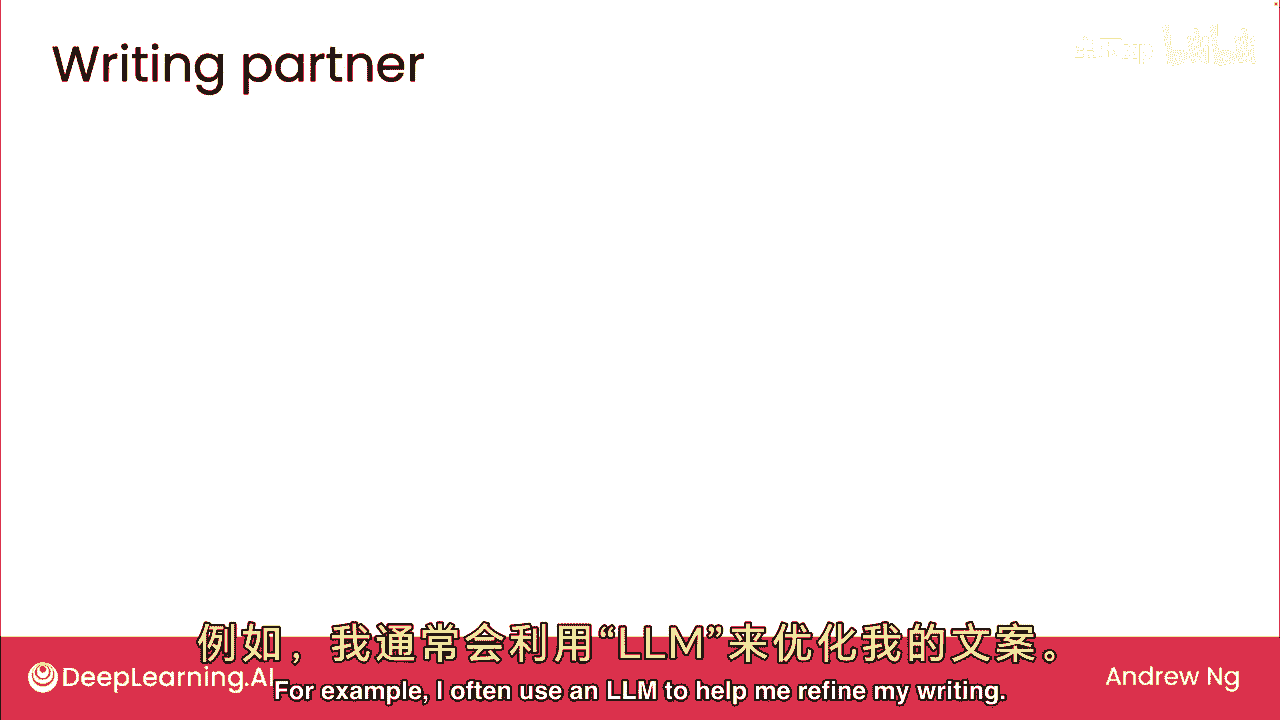 Writing partner
例如，我通常会利用“LLM”来优化我的文案。
DeepLearning.AI
For example, I often use an LLM to help me refine my writing.
Andrew Ng